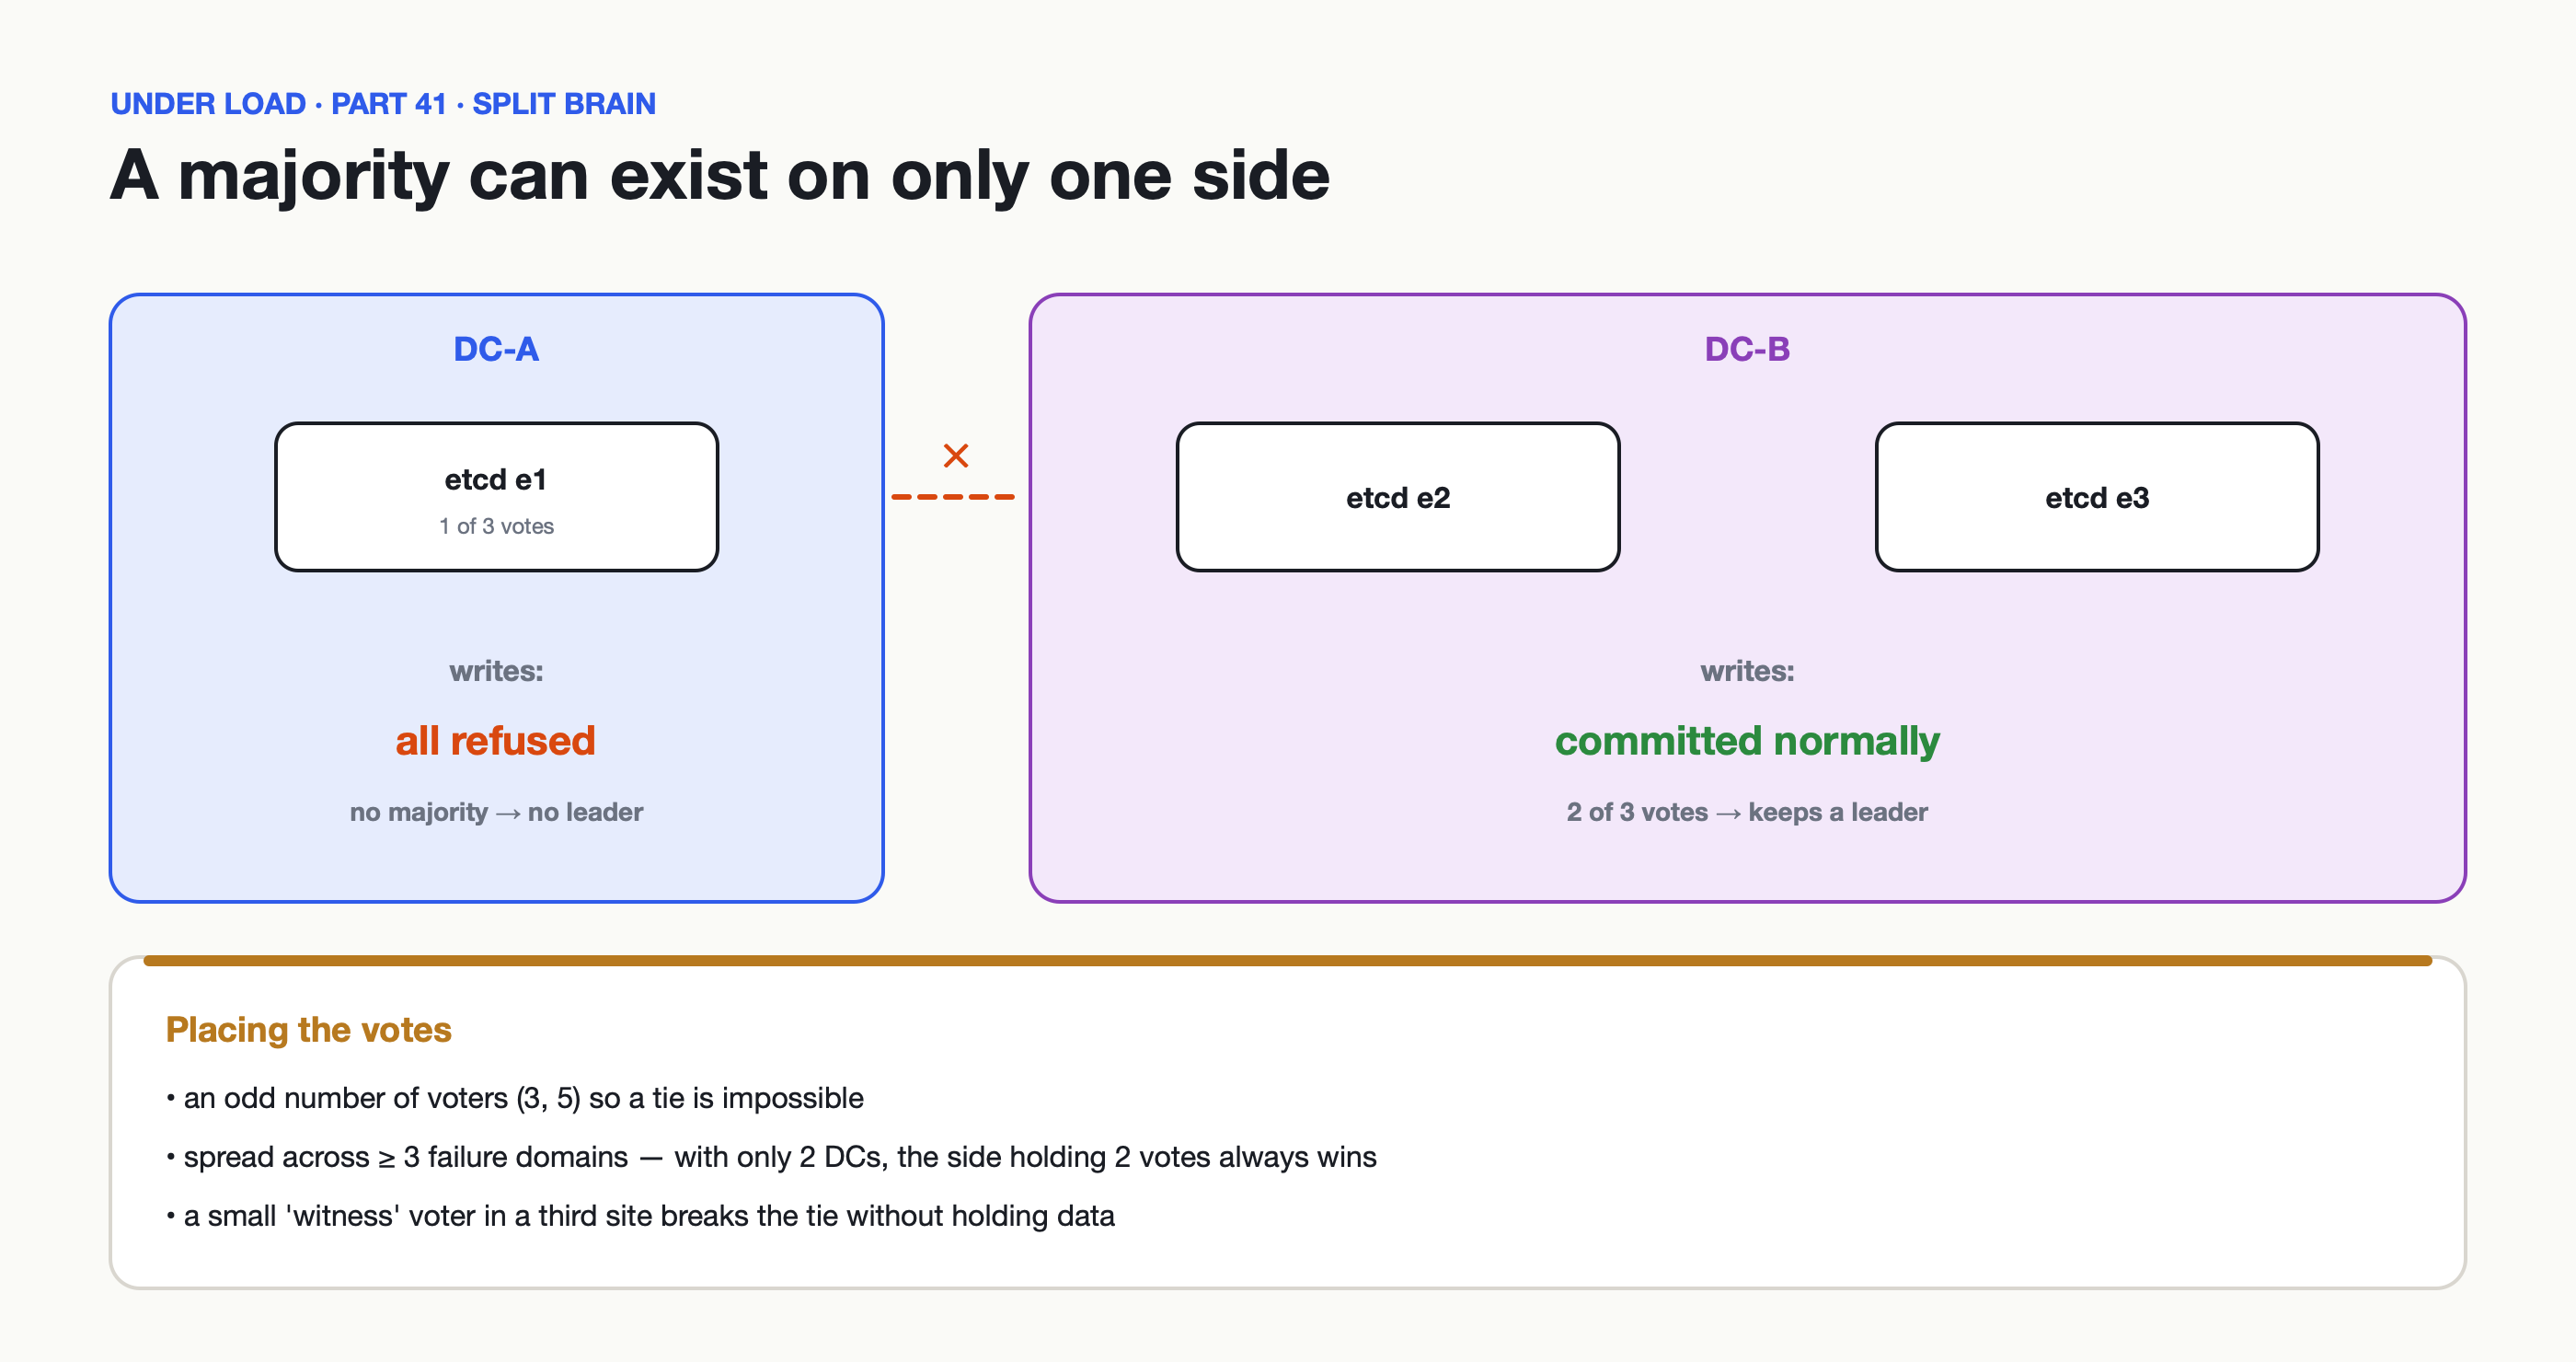 UNDER LOAD · PART 41 · SPLIT BRAIN
A majority can exist on only one side
DC-A
etcd e1
1 of 3 votes
writes:
all refused
no majority → no leader
×
DC-B
etcd e2
etcd e3
writes:
committed normally
2 of 3 votes → keeps a leader
Placing the votes
• an odd number of voters (3, 5) so a tie is impossible
• spread across ≥ 3 failure domains — with only 2 DCs, the side holding 2 votes always wins
• a small 'witness' voter in a third site breaks the tie without holding data